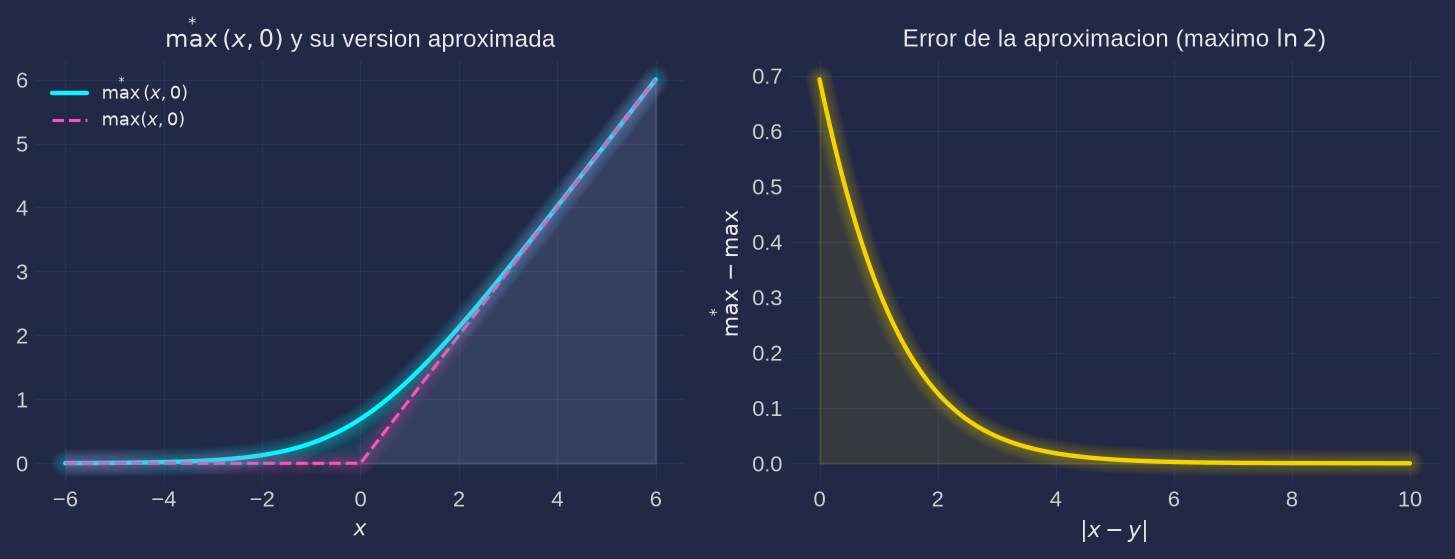 max* (x, 0) y su version aproximada
max* (x, 0)
max(x, 0)
6
5
4
3
2
1
0
−6 −4 −2 0 2 4 6
x
Error de la aproximacion (maximo ln 2)
max* − max
0.7
0.6
0.5
0.4
0.3
0.2
0.1
0.0
0 2 4 6 8 10
|x − y|